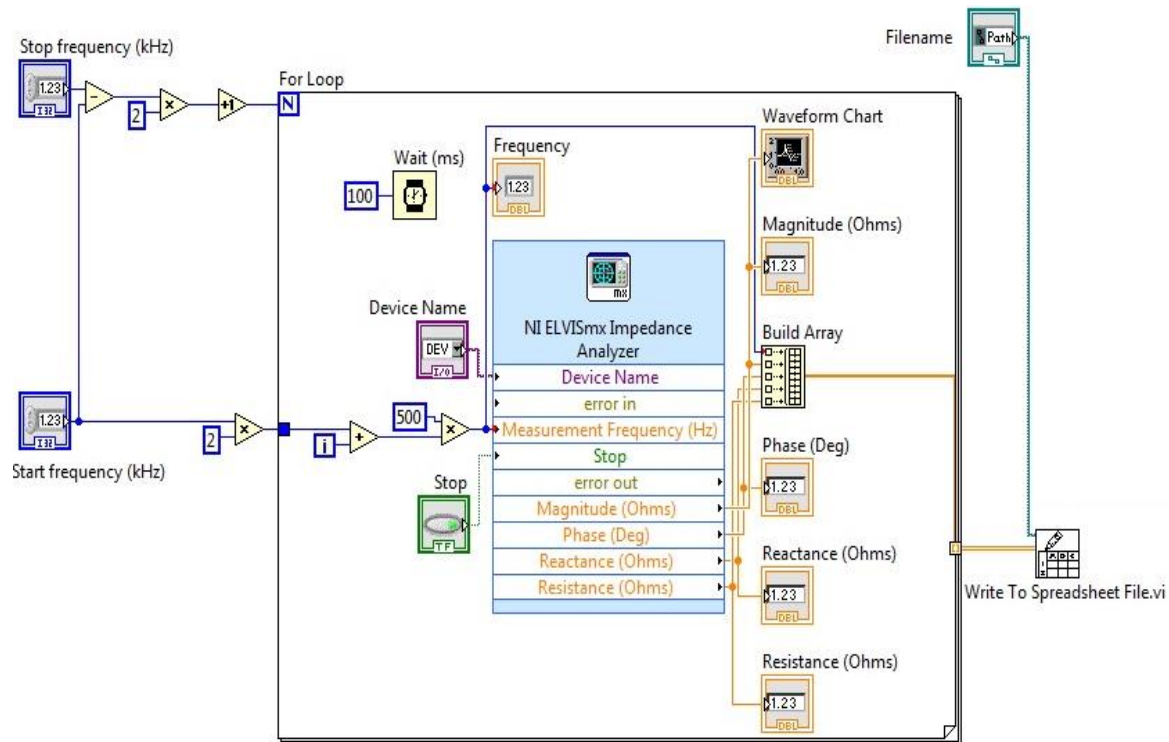 Stop frequency (kHz)
1.23
I32
2
+1
For Loop
N
Filename
Path
Wait (ms)
100
Frequency
1.23
DBL
Waveform Chart
DBL
Magnitude (Ohms)
1.23
DBL
mx
NI ELVISmx Impedance
Analyzer
Device Name
DEV
I/O
Device Name
error in
Measurement Frequency (Hz)
Stop
error out
Magnitude (Ohms)
Phase (Deg)
Reactance (Ohms)
Resistance (Ohms)
Build Array
1.23
I32
Start frequency (kHz)
2
i
+
500
Stop
TF
Phase (Deg)
1.23
DBL
Reactance (Ohms)
1.23
DBL
Resistance (Ohms)
1.23
DBL
Write To Spreadsheet File.vi